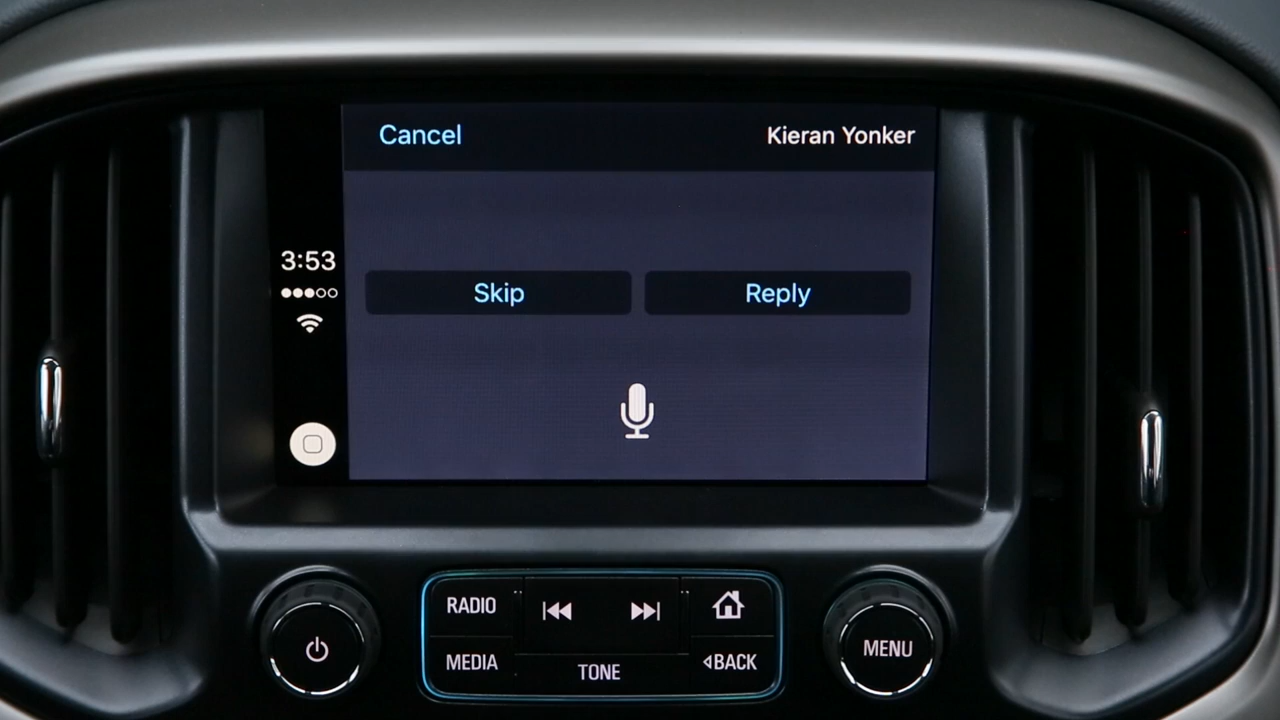 Cancel
Kieran Yonker
3:53
Skip
Reply
RADIO
MEDIA
TONE
BACK
MENU